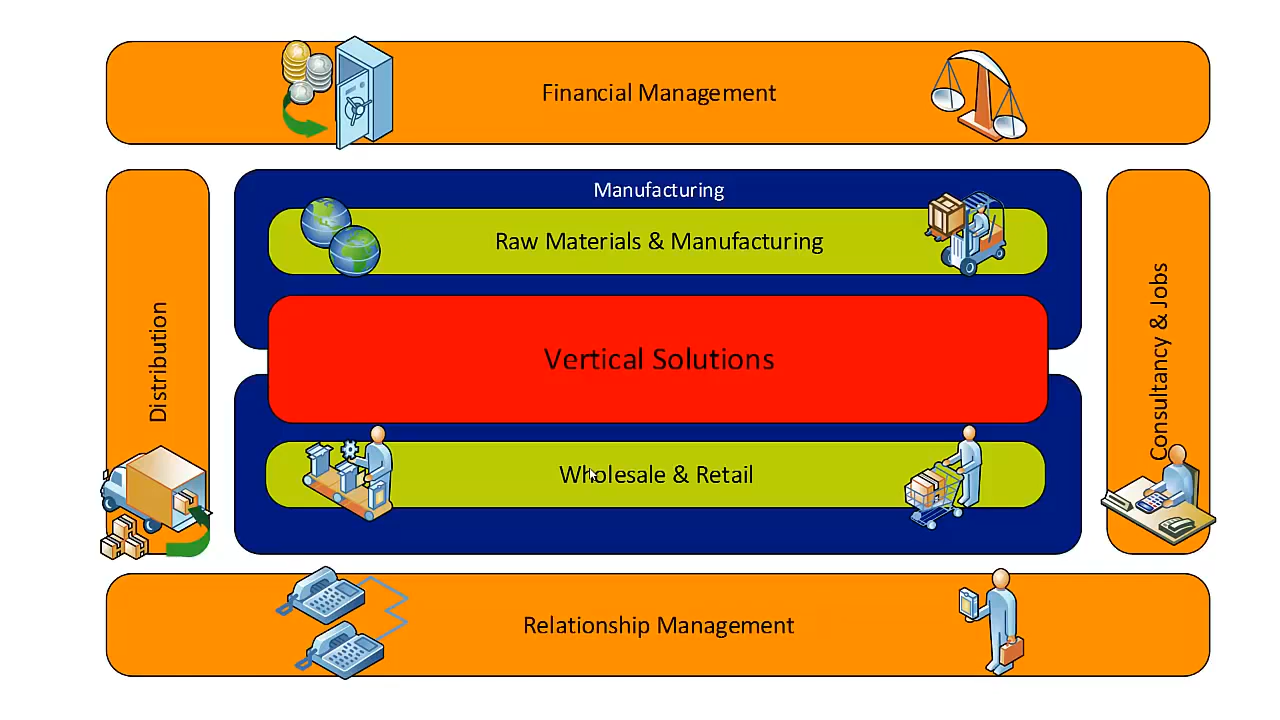 Financial Management
Manufacturing
Raw Materials & Manufacturing
Distribution
Vertical Solutions
Consultancy & Jobs
Wholesale & Retail
Relationship Management